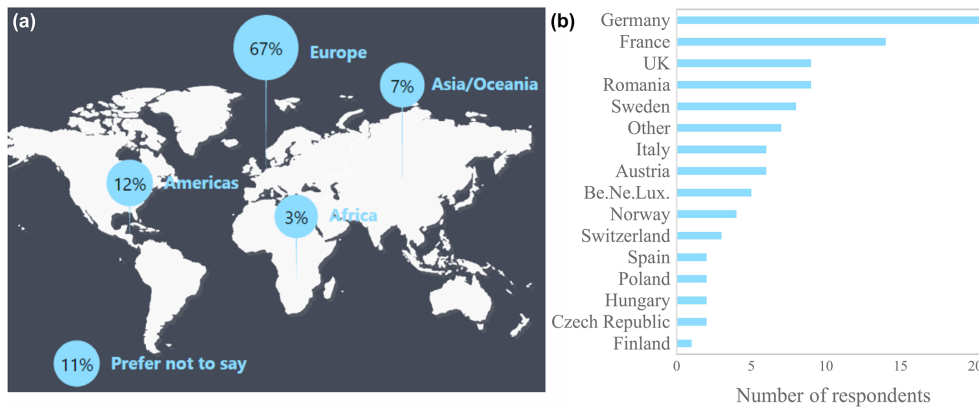 (a)
67%
Europe
7%
Asia/Oceania
12%
Americas
3%
Africa
11%
Prefer not to say
(b)
Germany
France
UK
Romania
Sweden
Other
Italy
Austria
Be.Ne.Lux.
Norway
Switzerland
Spain
Poland
Hungary
Czech Republic
Finland
0 5 10 15 20
Number of respondents